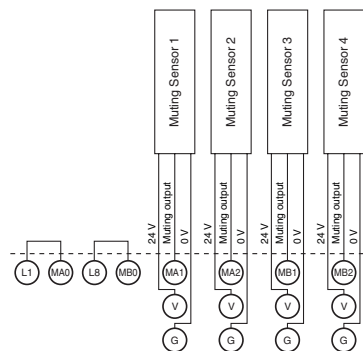 Muting Sensor 1
Muting Sensor 2
Muting Sensor 3
Muting Sensor 4
24 V
Muting output
0 V
24 V
Muting output
0 V
24 V
Muting output
0 V
24 V
Muting output
0 V
L1
MA0
L8
MB0
MA1
MA2
MB1
MB2
V
V
V
V
G
G
G
G